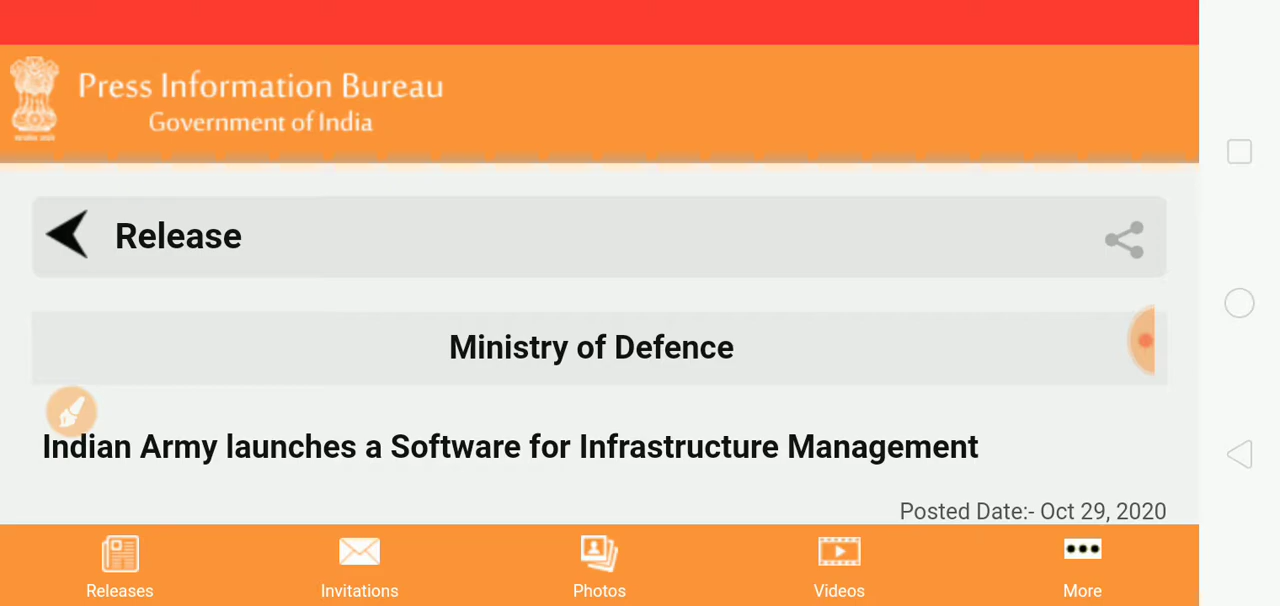 Press Information Bureau
Government of India
Release
Ministry of Defence
Indian Army launches a Software for Infrastructure Management
Posted Date:- Oct 29, 2020
Releases
Invitations
Photos
Videos
More